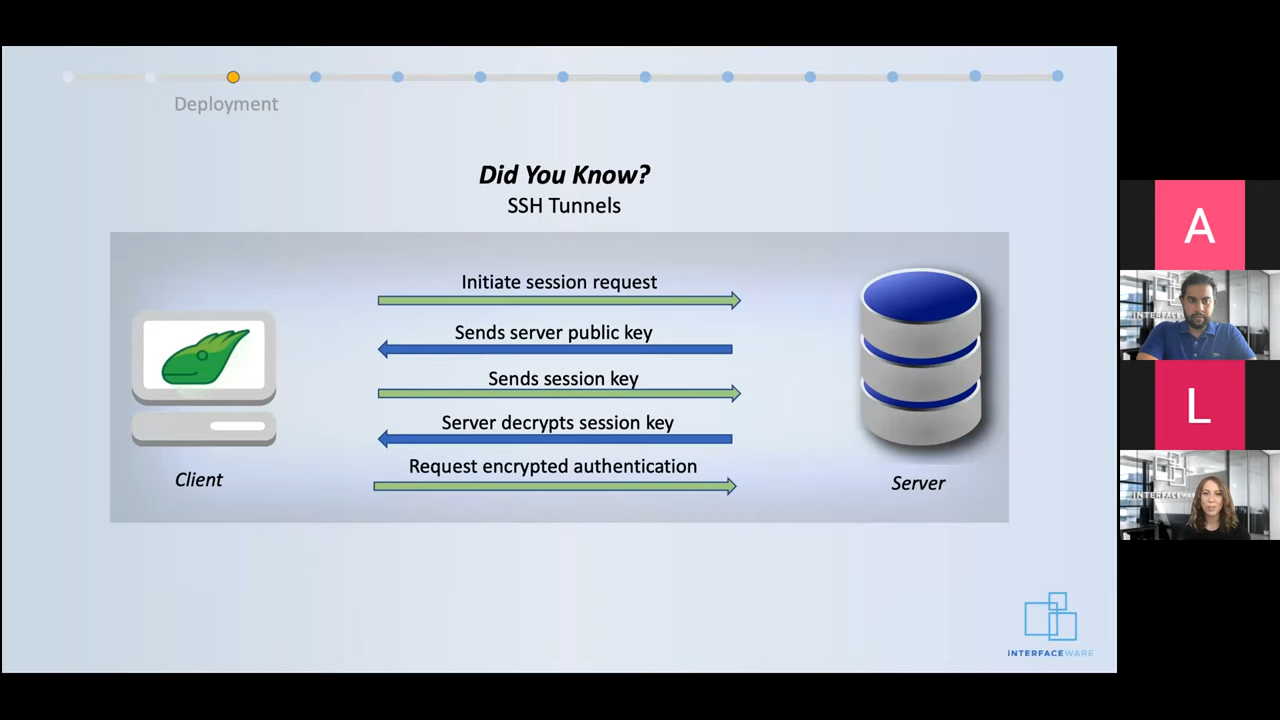 Deployment
Did You Know?
SSH Tunnels
Initiate session request
Sends server public key
Sends session key
Server decrypts session key
Request encrypted authentication
Client
Server
INTERFACEWARE
A
L